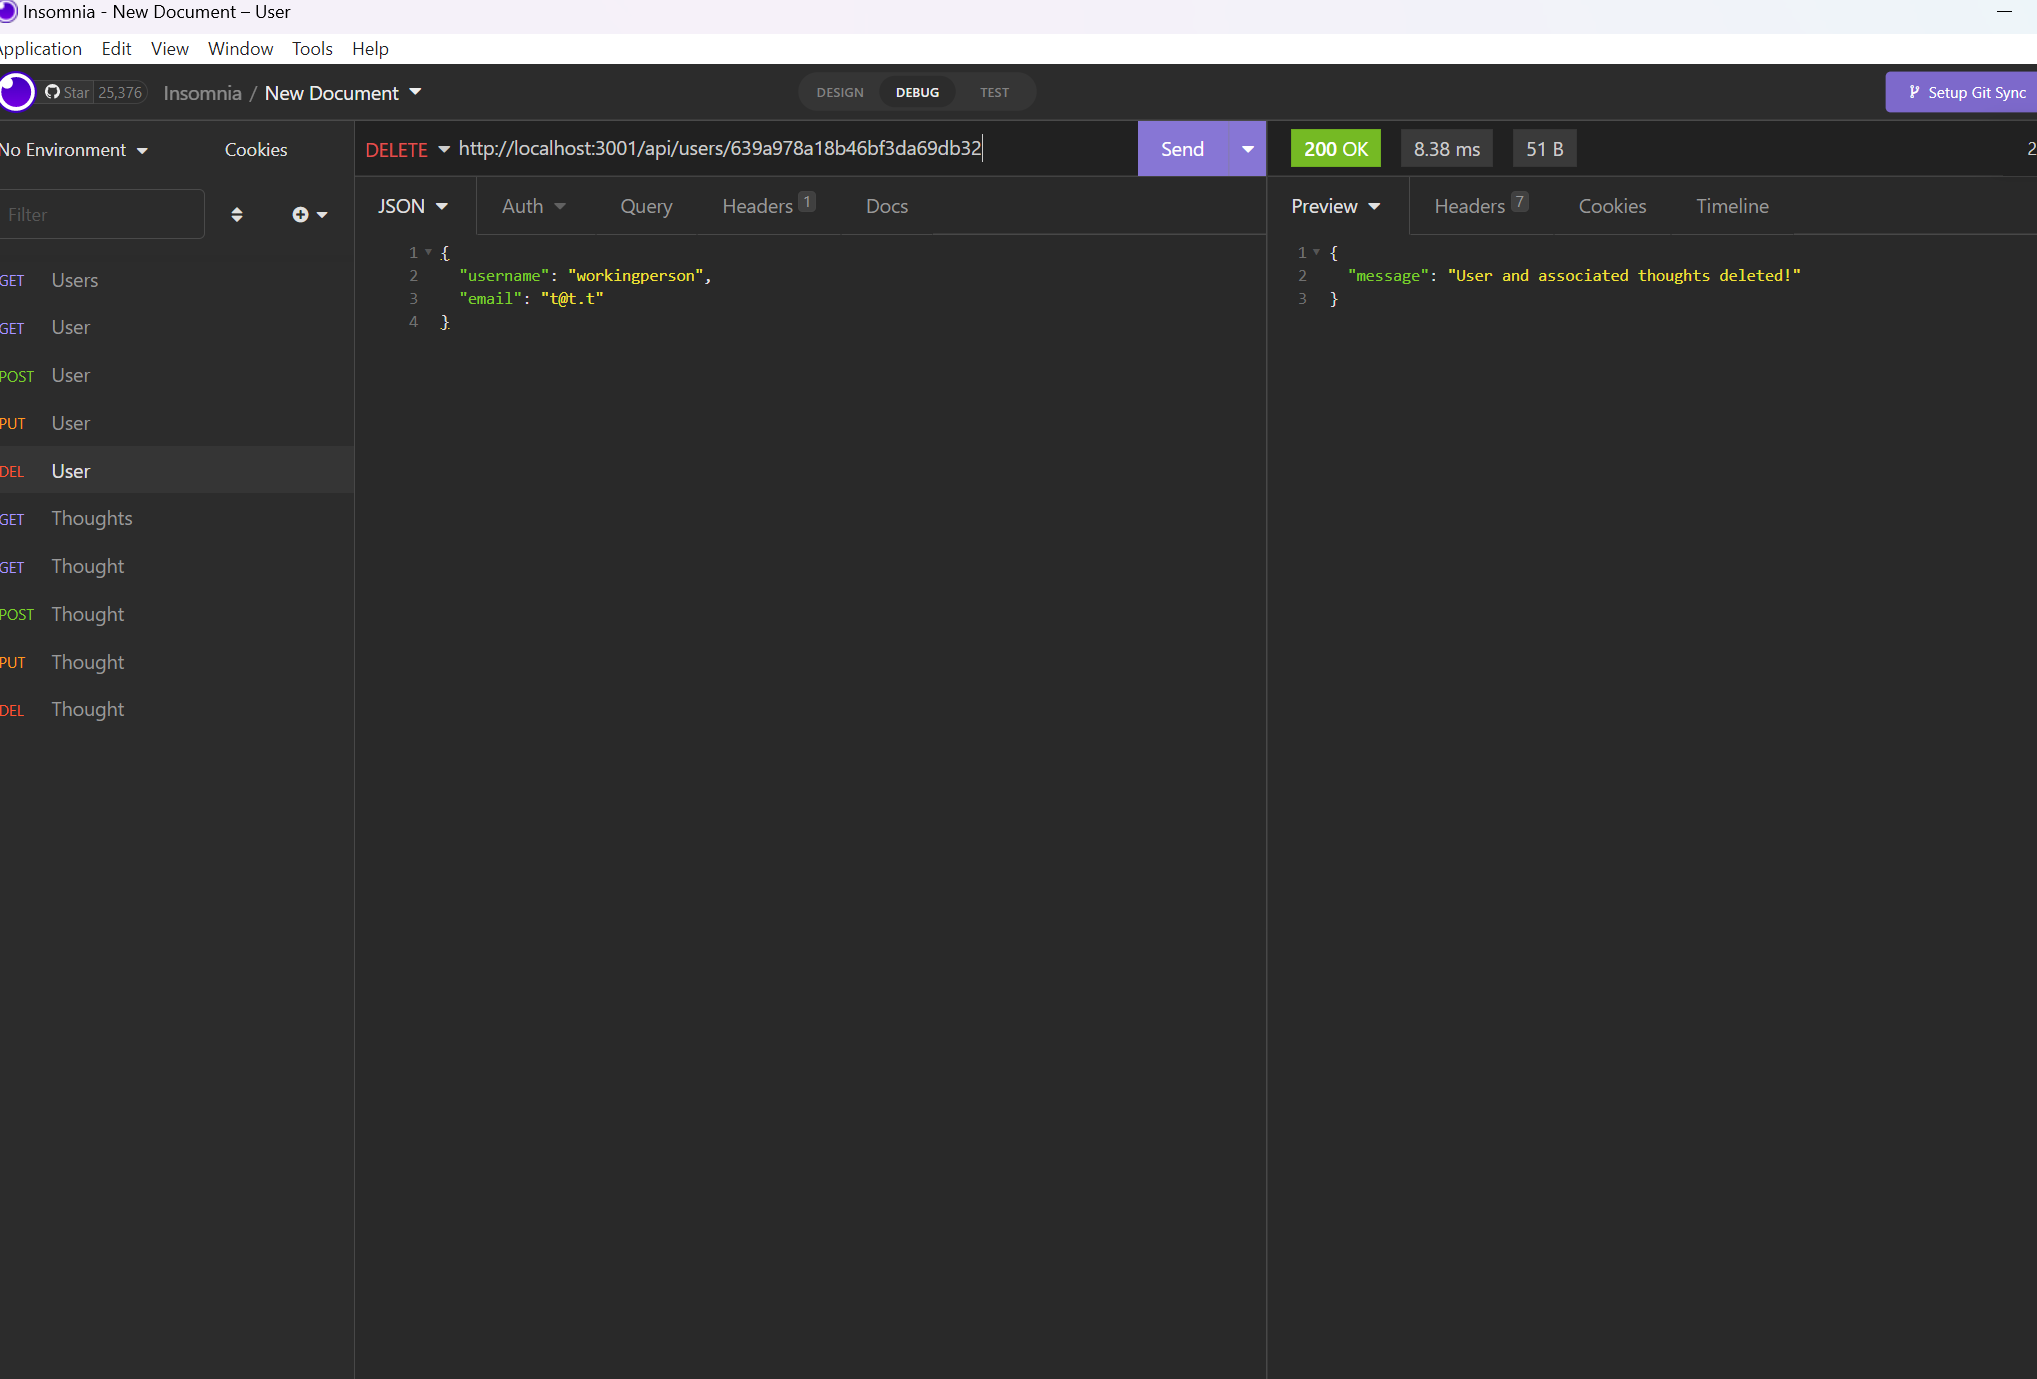 Insomnia - New Document – User
Application Edit View Window Tools Help
Star 25,376 Insomnia / New Document DESIGN DEBUG TEST Setup Git Sync
No Environment Cookies
DELETE http://localhost:3001/api/users/639a978a18b46bf3da69db32 Send 200 OK 8.38 ms 51 B 2
Filter
JSON Auth Query Headers 1 Docs
Preview Headers 7 Cookies Timeline
GET Users
GET User
POST User
PUT User
DEL User
GET Thoughts
GET Thought
POST Thought
PUT Thought
DEL Thought
1 {
2 "username": "workingperson",
3 "email": "t@t.t"
4 }
1 {
2 "message": "User and associated thoughts deleted!"
3 }